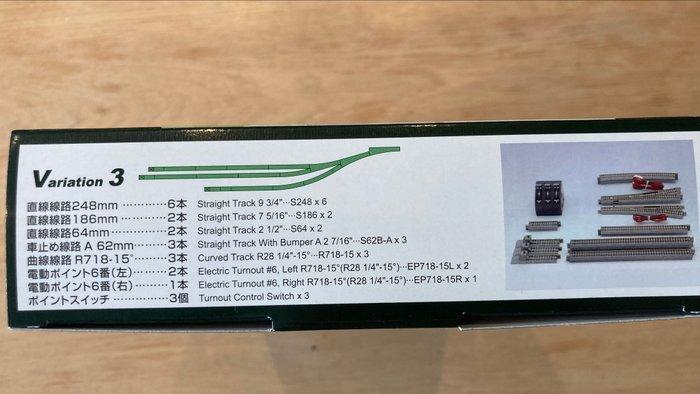 Variation 3
直線線路248mm …………6本 Straight Track 9 3/4"…S248 x 6
直線線路186mm …………2本 Straight Track 7 5/16"…S186 x 2
直線線路64mm ……………2本 Straight Track 2 1/2"…S64 x 2
車止め線路 A 62mm………3本 Straight Track With Bumper A 2 7/16"…S62B-A x 3
曲線線路 R718-15°…………3本 Curved Track R28 1/4"-15°…R718-15 x 3
電動ポイント6番(左) ………2本 Electric Turnout #6, Left R718-15°(R28 1/4"-15°)…EP718-15L x 2
電動ポイント6番(右) ………1本 Electric Turnout #6, Right R718-15°(R28 1/4"-15°)…EP718-15R x 1
ポイントスイッチ ……………3個 Turnout Control Switch x 3